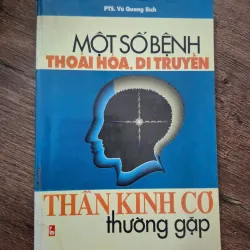 PTS. Vũ Quang Bích
MỘT SỐ BỆNH
THOÁI HÓA, DI TRUYỀN
THẦN KINH CƠ
thường gặp